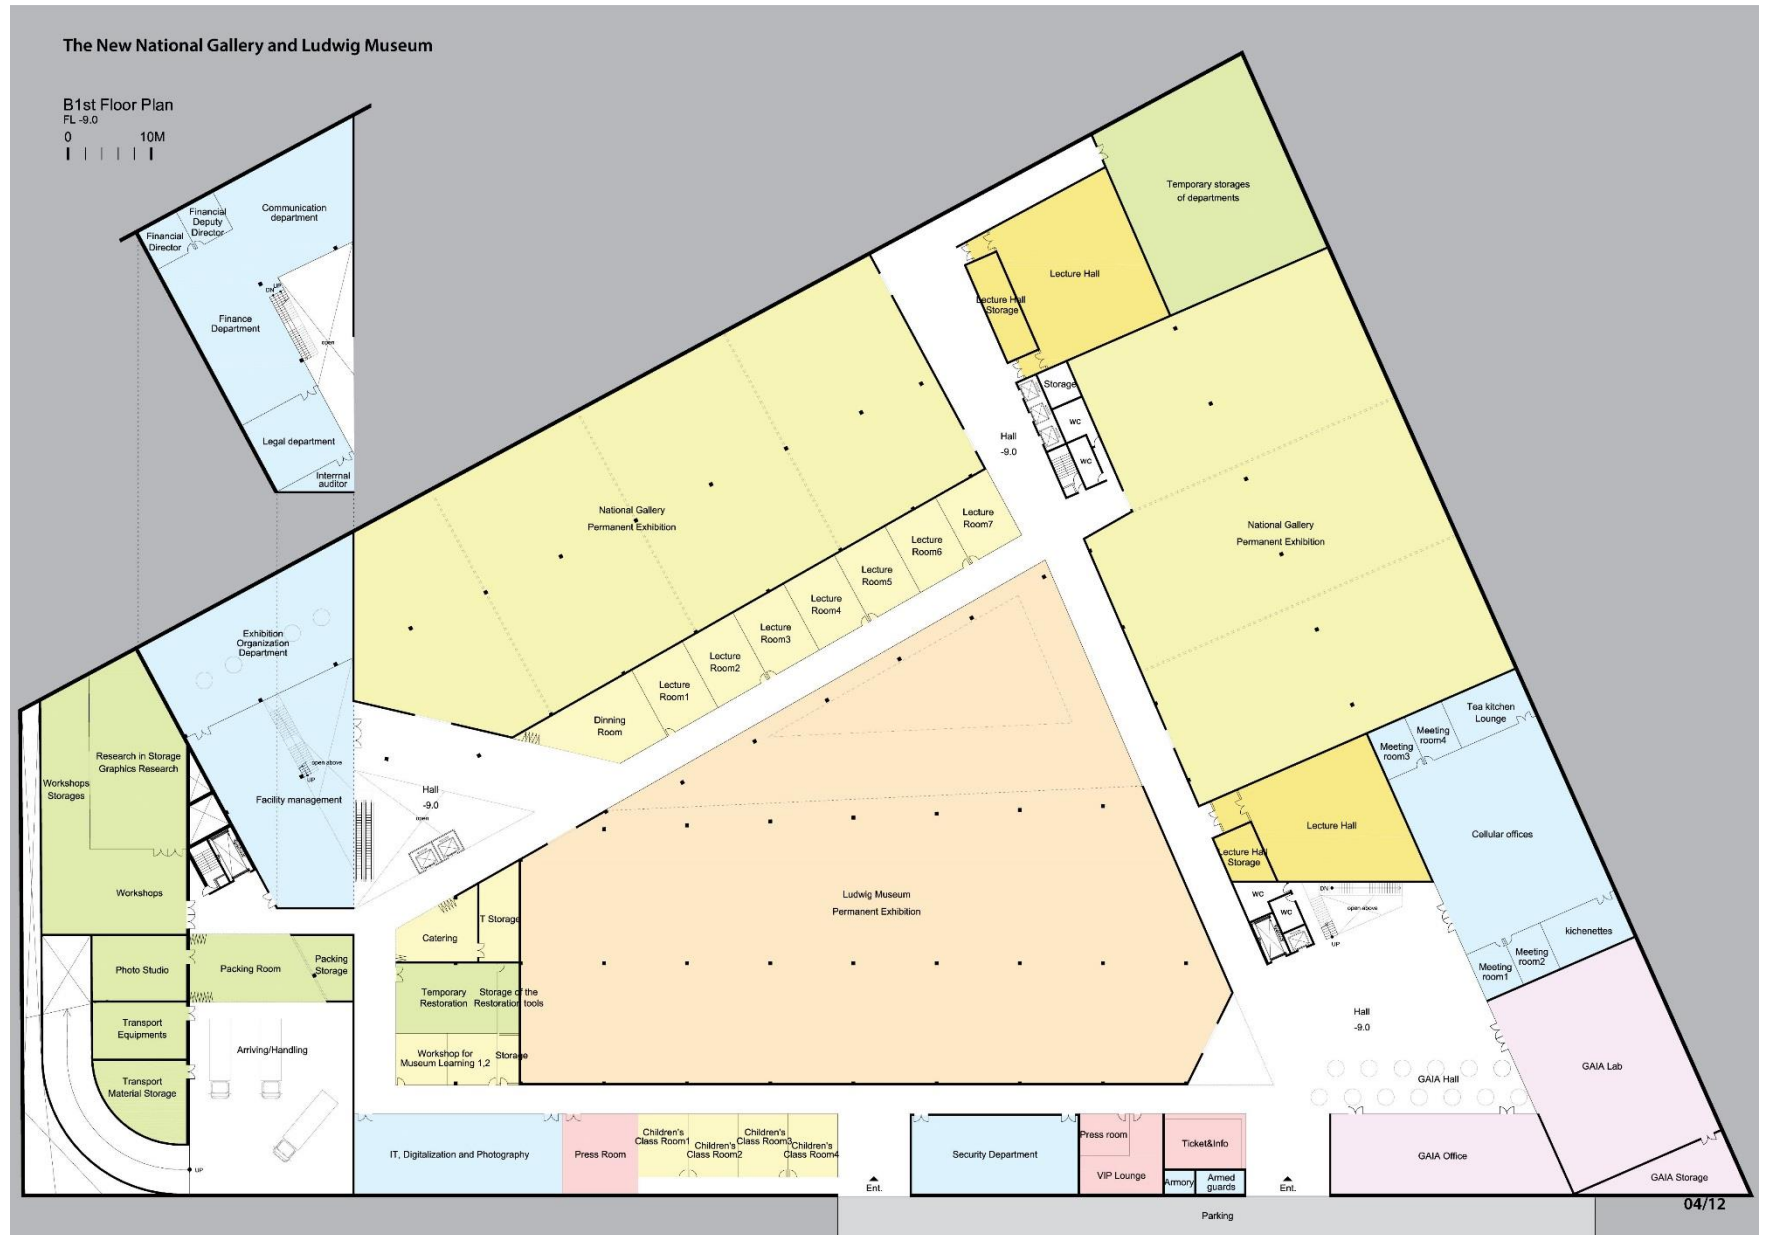 The New National Gallery and Ludwig Museum
B1st Floor Plan
FL -9.0
0 10M
Financial
Deputy
Director
Communication
department
Financial
Director
DN
UP
Finance
Department
open
Legal department
Interrnal
auditor
Temporary storages
of departments
Lecture Hall
Lecture Hall
Storage
Storage
WC
WC
Hall
-9.0
National Gallery
Permanent Exhibition
National Gallery
Permanent Exhibition
Lecture
Room7
Lecture
Room6
Lecture
Room5
Lecture
Room4
Lecture
Room3
Lecture
Room2
Lecture
Room1
Dinning
Room
Exhibition
Organization
Department
Research in Storage
Graphics Research
Workshops
Storages
open above
UP
Facility management
Hall
-9.0
open
Workshops
Tea kitchen
Lounge
Meeting
room4
Meeting
room3
Lecture Hall
Cellular offices
Lecture Hall
Storage
WC
WC
DN
open above
UP
kichenettes
Meeting
room2
Meeting
room1
Ludwig Museum
Permanent Exhibition
T Storage
Catering
Photo Studio
Packing Room
Packing
Storage
Temporary
Restoration
Storage of the
Restoration tools
Transport
Equipments
Arriving/Handling
Workshop for
Museum Learning 1,2
Storage
Transport
Material Storage
Hall
-9.0
GAIA Hall
GAIA Lab
UP
IT, Digitalization and Photography
Press Room
Children's
Class Room1
Children's
Class Room2
Children's
Class Room3
Children's
Class Room4
Ent.
Security Department
Press room
VIP Lounge
Ticket&Info
Armory
Armed
guards
Ent.
GAIA Office
GAIA Storage
04/12
Parking